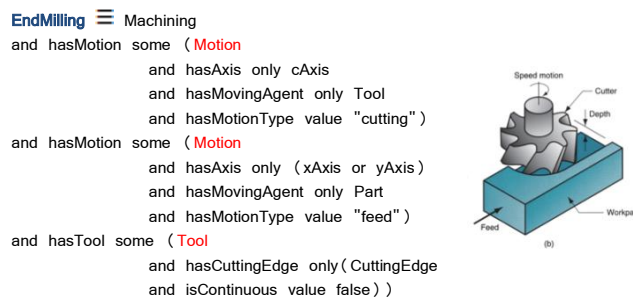 EndMilling ≡ Machining
and hasMotion some (Motion
and hasAxis only cAxis
and hasMovingAgent only Tool
and hasMotionType value "cutting")
and hasMotion some (Motion
and hasAxis only (xAxis or yAxis)
and hasMovingAgent only Part
and hasMotionType value "feed")
and hasTool some (Tool
and hasCuttingEdge only(CuttingEdge
and isContinuous value false))
Speed motion
Cutter
Depth
Workpa
Feed
(b)